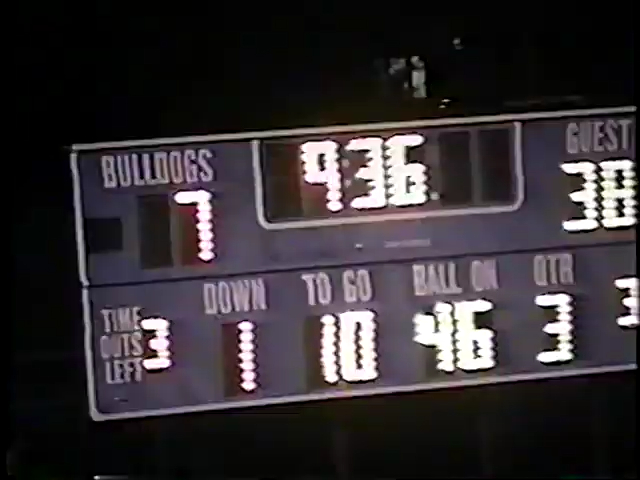 BULLDOGS 9:36 GUEST
7 38
DOWN TO GO BALL ON QTR
TIME OUTS LEFT 3 1 10 46 3 3